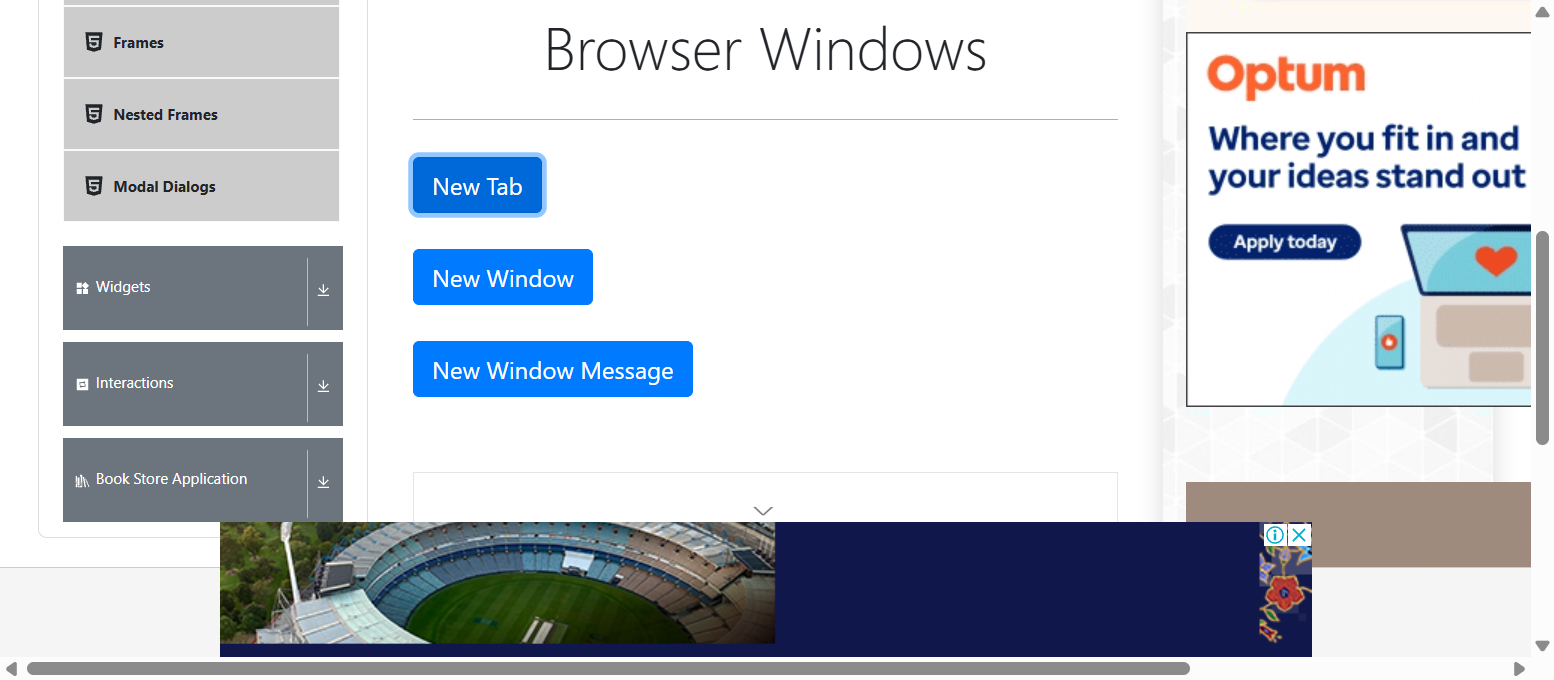 Frames
Nested Frames
Modal Dialogs
Widgets
Interactions
Book Store Application
Browser Windows
New Tab
New Window
New Window Message
Optum
Where you fit in and
your ideas stand out
Apply today